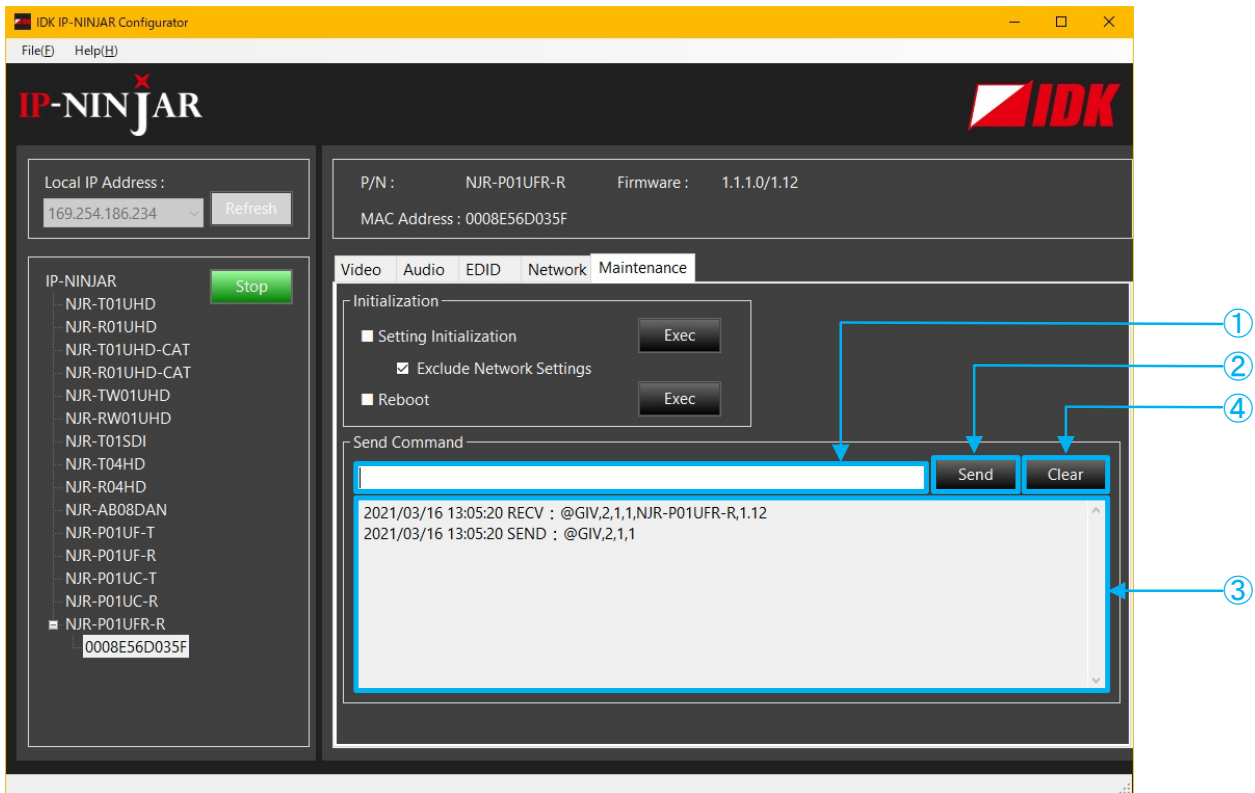 IDK IP-NINJAR Configurator
File(F) Help(H)
IP-NINJAR
IDK
Local IP Address :
169.254.186.234
Refresh
P/N : NJR-P01UFR-R Firmware : 1.1.1.0/1.12
MAC Address : 0008E56D035F
IP-NINJAR
Stop
NJR-T01UHD
NJR-R01UHD
NJR-T01UHD-CAT
NJR-R01UHD-CAT
NJR-TW01UHD
NJR-RW01UHD
NJR-T01SDI
NJR-T04HD
NJR-R04HD
NJR-AB08DAN
NJR-P01UF-T
NJR-P01UF-R
NJR-P01UC-T
NJR-P01UC-R
NJR-P01UFR-R
0008E56D035F
Video Audio EDID Network Maintenance
Initialization
Setting Initialization Exec
Exclude Network Settings
Reboot Exec
Send Command
Send Clear
2021/03/16 13:05:20 RECV : @GIV,2,1,1,NJR-P01UFR-R,1.12
2021/03/16 13:05:20 SEND : @GIV,2,1,1
①
②
④
③